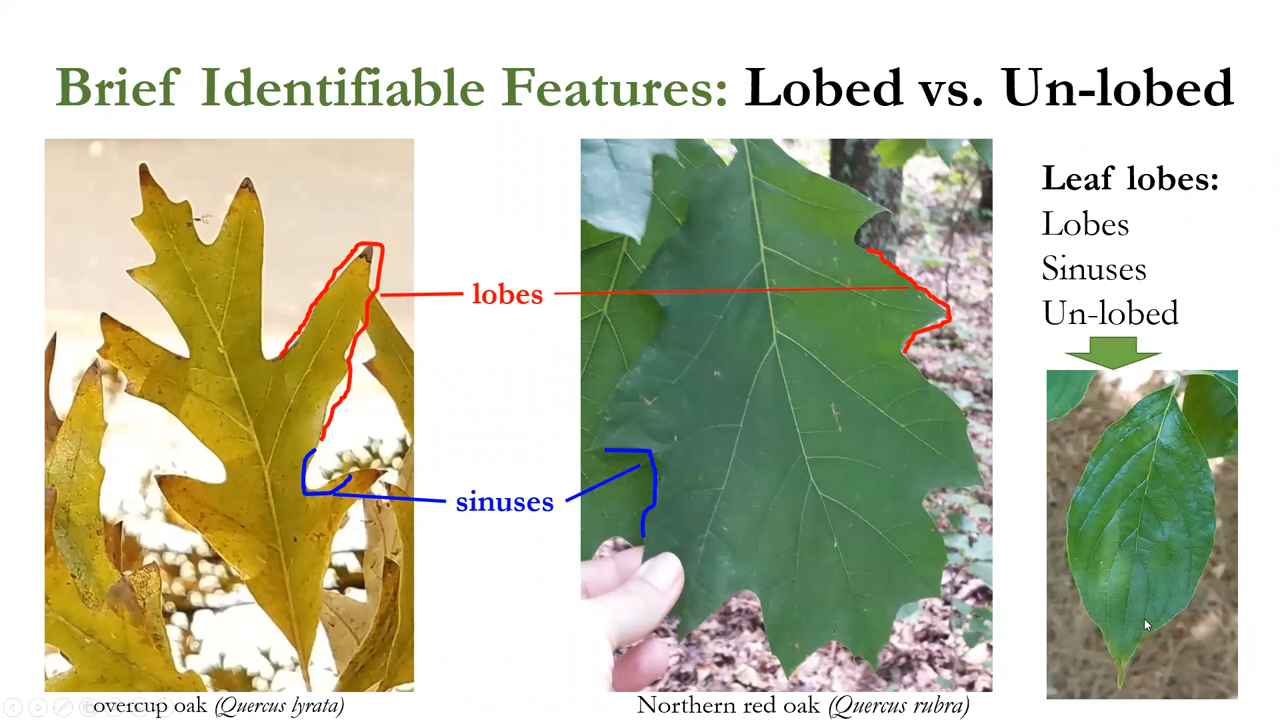 Brief Identifiable Features: Lobed vs. Un-lobed
Leaf lobes:
Lobes
Sinuses
Un-lobed
lobes
sinuses
overcup oak (Quercus lyrata)
Northern red oak (Quercus rubra)